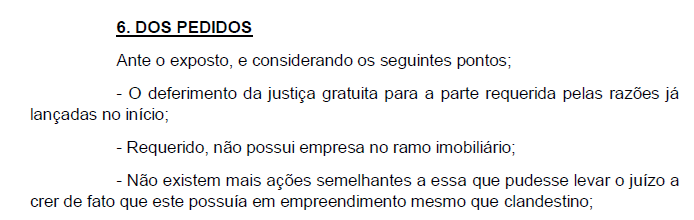 6. DOS PEDIDOS
Ante o exposto, e considerando os seguintes pontos;
- O deferimento da justiça gratuita para a parte requerida pelas razões já
lançadas no início;
- Requerido, não possui empresa no ramo imobiliário;
- Não existem mais ações semelhantes a essa que pudesse levar o juízo a
crer de fato que este possuía em empreendimento mesmo que clandestino;